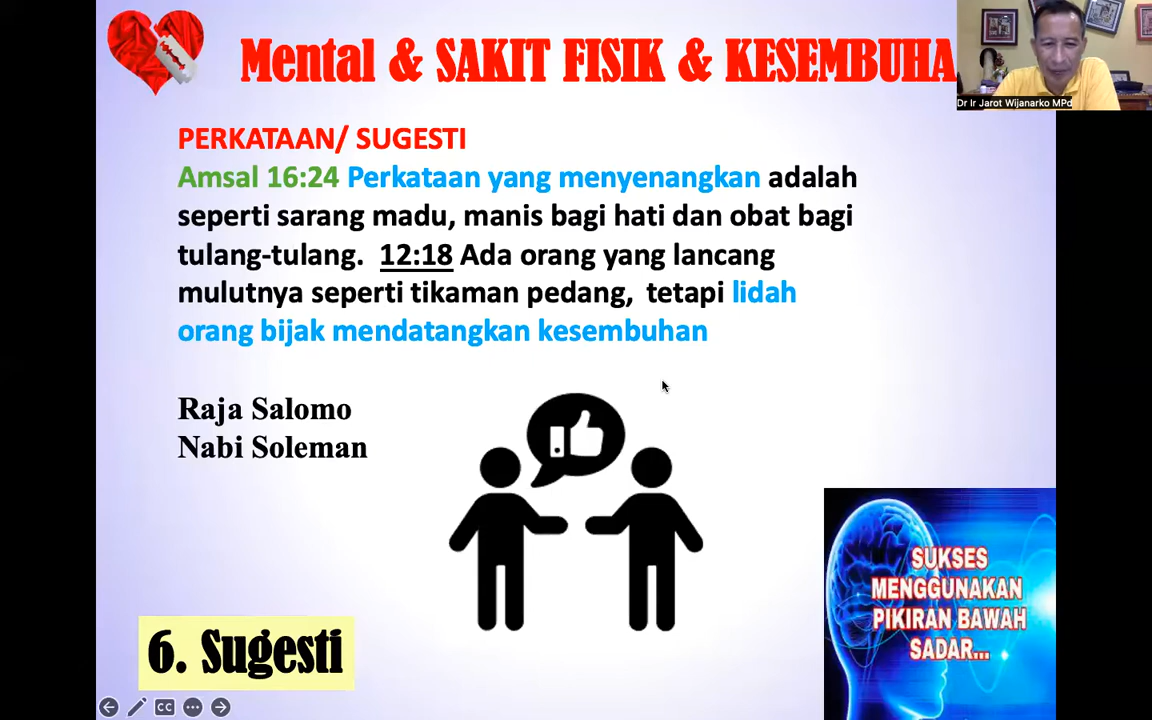 Mental & SAKIT FISIK & KESEMBUHA
Dr Ir Jarot Wijanarko MPd
PERKATAAN/ SUGESTI
Amsal 16:24 Perkataan yang menyenangkan adalah
seperti sarang madu, manis bagi hati dan obat bagi
tulang-tulang. 12:18 Ada orang yang lancang
mulutnya seperti tikaman pedang, tetapi lidah
orang bijak mendatangkan kesembuhan
Raja Salomo
Nabi Soleman
SUKSES
MENGGUNAKAN
PIKIRAN BAWAH
SADAR...
6. Sugesti
CC